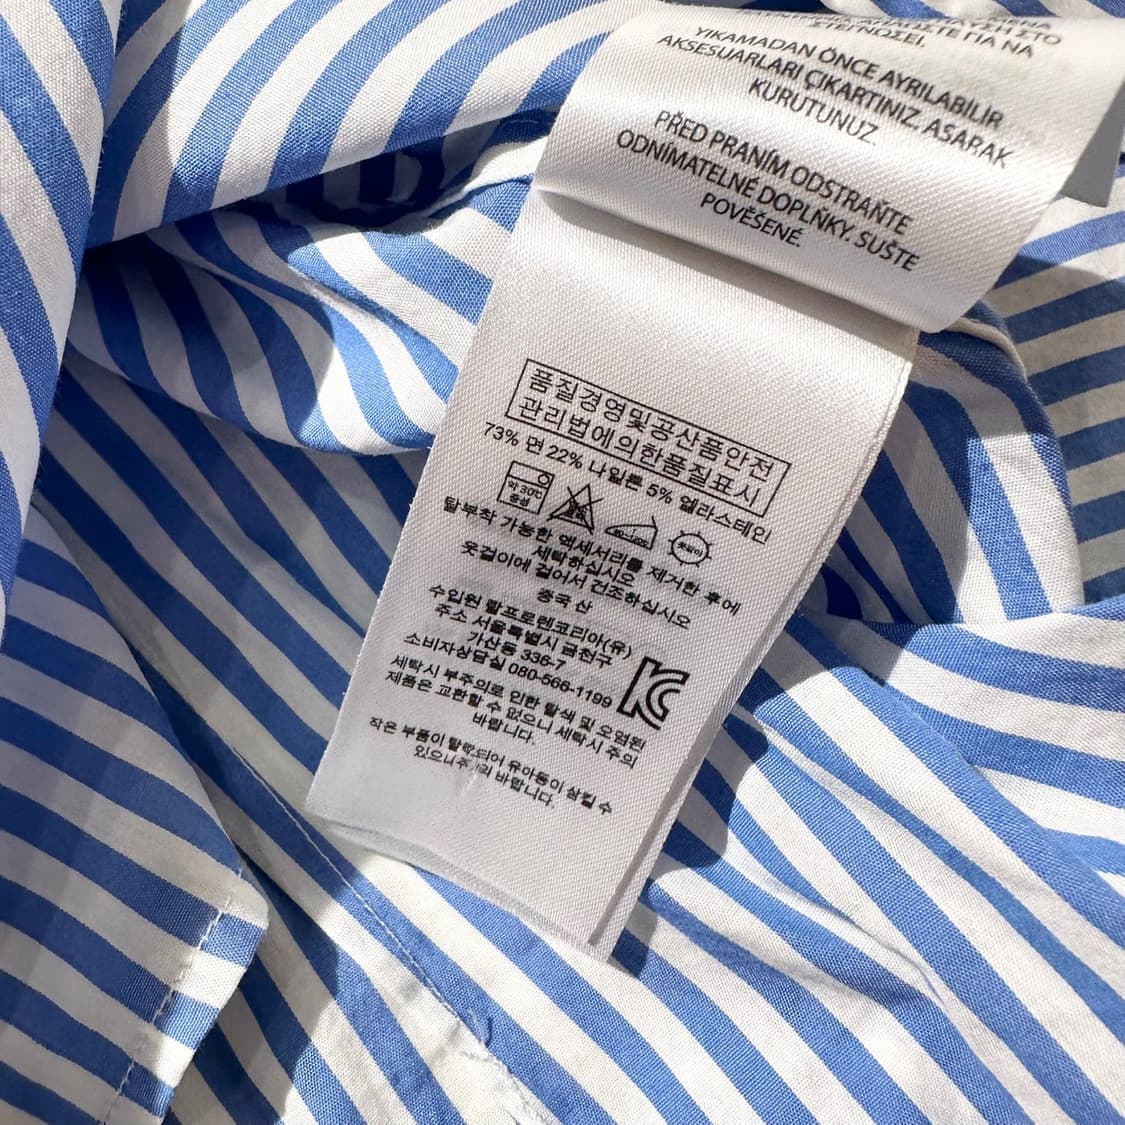 ΣΤΕΓΝΩΣΕΙ.
YIKAMADAN ÖNCE AYRILABİLİR
AKSESUARLARI ÇIKARTINIZ. ASARAK
KURUTUNUZ.
PŘED PRANÍM ODSTRAŇTE
ODNÍMATELNÉ DOPLŇKY. SUŠTE
POVĚŠENÉ.
품질경영및공산품안전
관리법에의한품질표시
73% 면 22% 나일론 5% 엘라스테인
약 30℃
중성
탈부착 가능한 액세서리를 제거한 후에
세탁하십시오
옷걸이에 걸어서 건조하십시오
중국 산
수입원 랄프로렌코리아(유)
주소 서울특별시 금천구
가산동 336-7
소비자상담실 080-566-1199
세탁시 부주의로 인한 탈색 및 오염된
제품은 교환할 수 없으니 세탁시 주의
바랍니다.
작은 부품이 탈락되어 유아동이 삼킬 수
있으니 바랍니다.